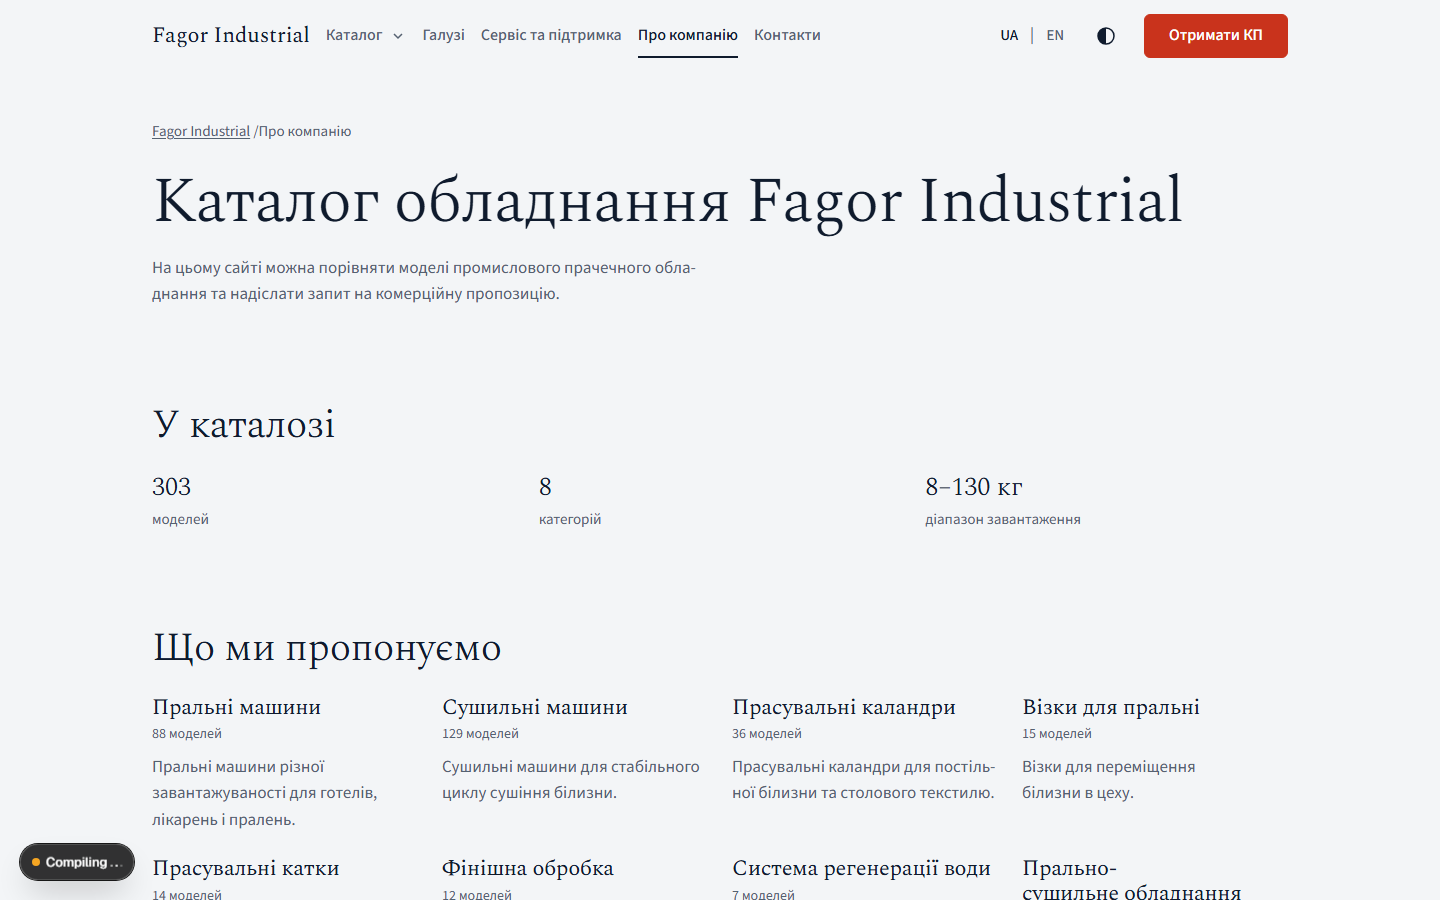 Fagor Industrial Каталог Галузі Сервіс та підтримка Про компанію Контакти UA | EN Отримати КП
Fagor Industrial /Про компанію
Каталог обладнання Fagor Industrial
На цьому сайті можна порівняти моделі промислового прачечного обла-
днання та надіслати запит на комерційну пропозицію.
У каталозі
303 8 8–130 кг
моделей категорій діапазон завантаження
Що ми пропонуємо
Пральні машини
88 моделей
Пральні машини різної
завантажуваності для готелів,
лікарень і пралень.
Сушильні машини
129 моделей
Сушильні машини для стабільного
циклу сушіння білизни.
Прасувальні каландри
36 моделей
Прасувальні каландри для постіль-
ної білизни та столового текстилю.
Візки для пральні
15 моделей
Візки для переміщення
білизни в цеху.
Прасувальні катки
14 моделей
Фінішна обробка
12 моделей
Система регенерації води
7 моделей
Прально-
сушильне обладнання
Compiling...